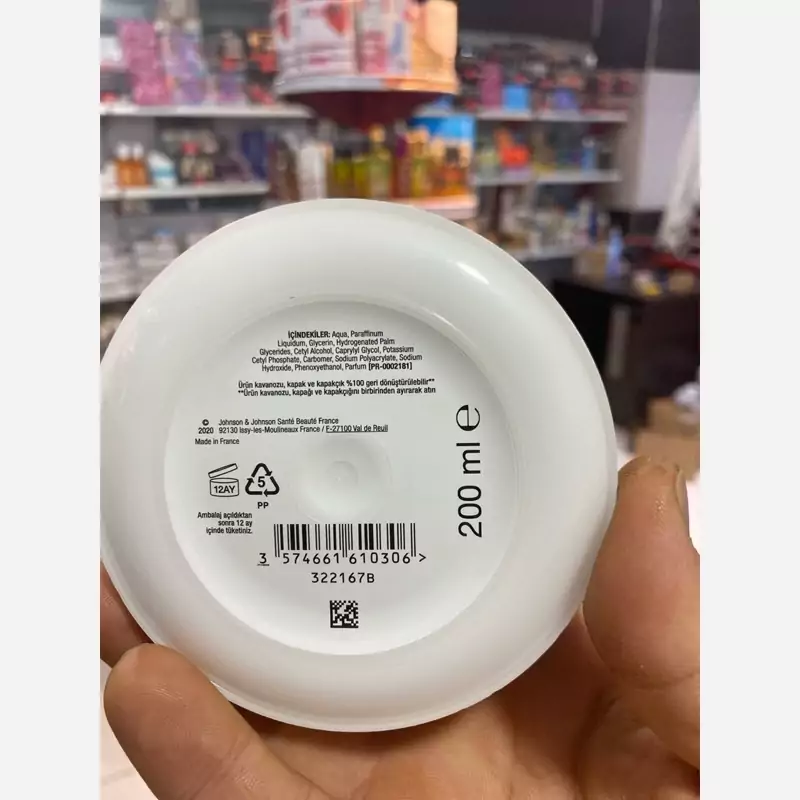 İÇİNDEKİLER: Aqua, Paraffinum
Liquidum, Glycerin, Hydrogenated Palm
Glycerides, Cetyl Alcohol, Caprylyl Glycol, Potassium
Cetyl Phosphate, Carbomer, Sodium Polyacrylate, Sodium
Hydroxide, Phenoxyethanol, Parfum [PR-0002181]
Ürün kavanozu, kapak ve kapakçık %100 geri dönüştürülebilir**
**Ürün kavanozu, kapağı ve kapakçığını birbirinden ayırarak atın
© Johnson & Johnson Santé Beauté France
2020 92130 Issy-les-Moulineaux France / F-27100 Val de Reuil
Made in France
12AY
5
PP
Ambalaj açıldıktan
sonra 12 ay
içinde tüketiniz.
200 ml e
3 574661 610306 >
322167B